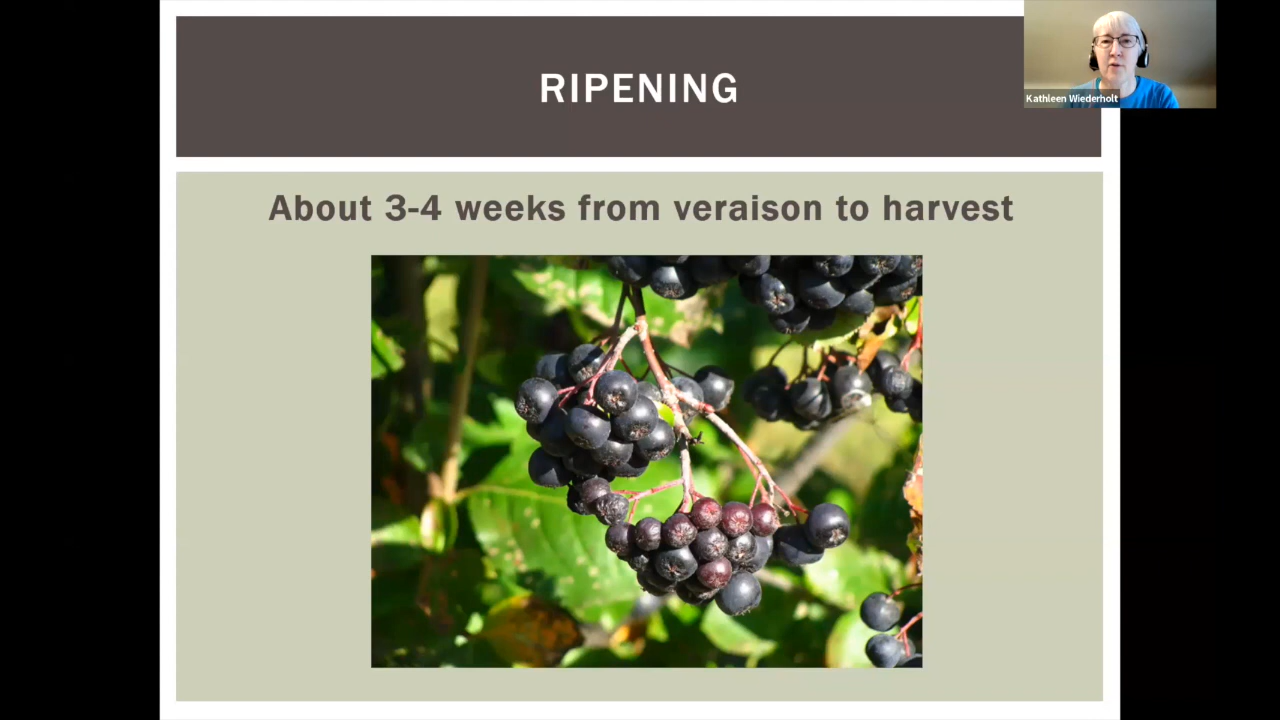 RIPENING
Kathleen Wiederholt
About 3-4 weeks from veraison to harvest